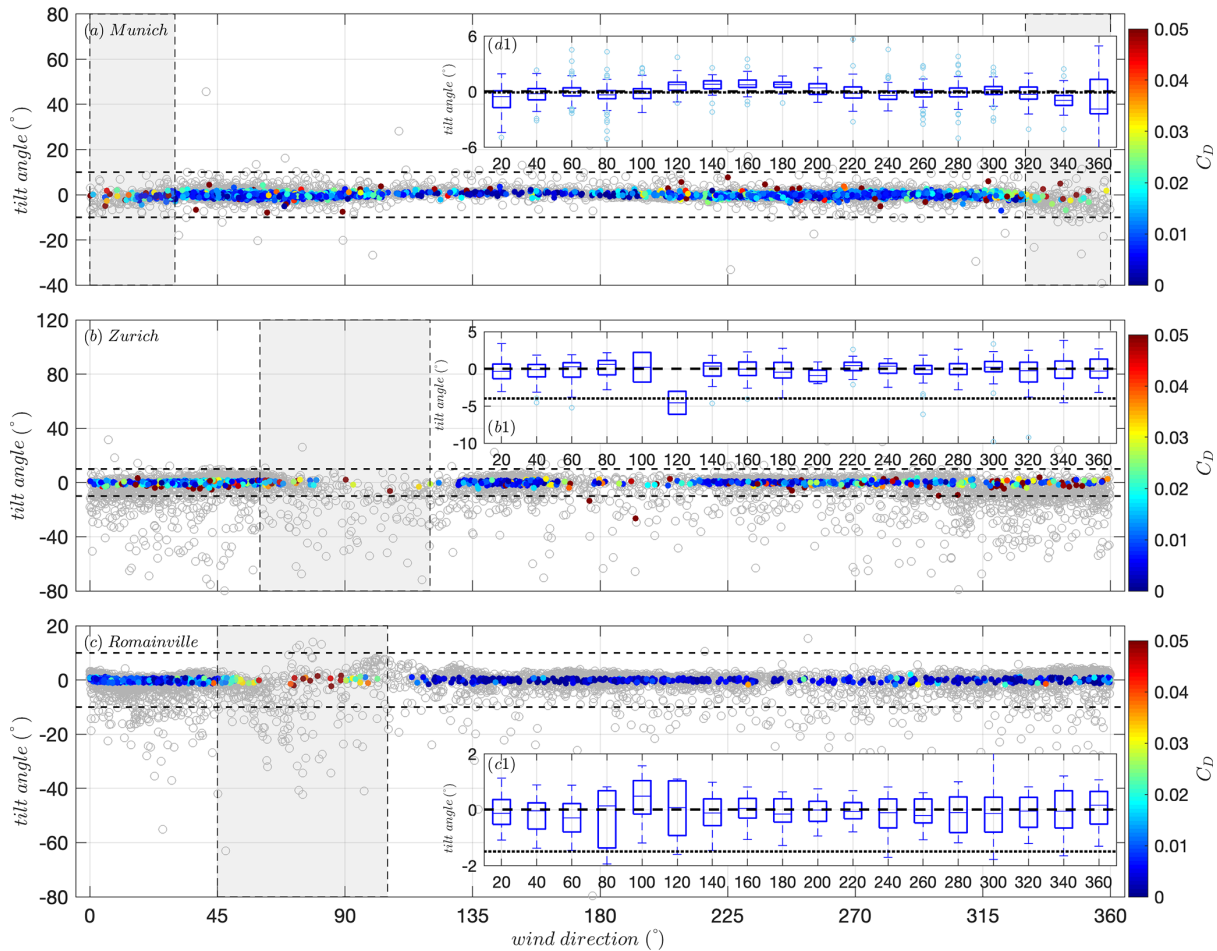 80
60
40
20
0
-20
-40
tilt angle (°)
(a) Munich
(d1)
6
0
-6
tilt angle (°)
20 40 60 80 100 120 140 160 180 200 220 240 260 280 300 320 340 360
0.05
0.04
0.03
0.02
0.01
0
C_D
120
80
40
0
-40
-80
tilt angle (°)
(b) Zurich
5
0
-5
-10
tilt angle (°)
(b1)
20 40 60 80 100 120 140 160 180 200 220 240 260 280 300 320 340 360
0.05
0.04
0.03
0.02
0.01
0
C_D
20
0
-20
-40
-60
-80
tilt angle (°)
(c) Romainville
(c1)
2
0
-2
tilt angle (°)
20 40 60 80 100 120 140 160 180 200 220 240 260 280 300 320 340 360
0.05
0.04
0.03
0.02
0.01
0
C_D
0 45 90 135 180 225 270 315 360
wind direction (°)